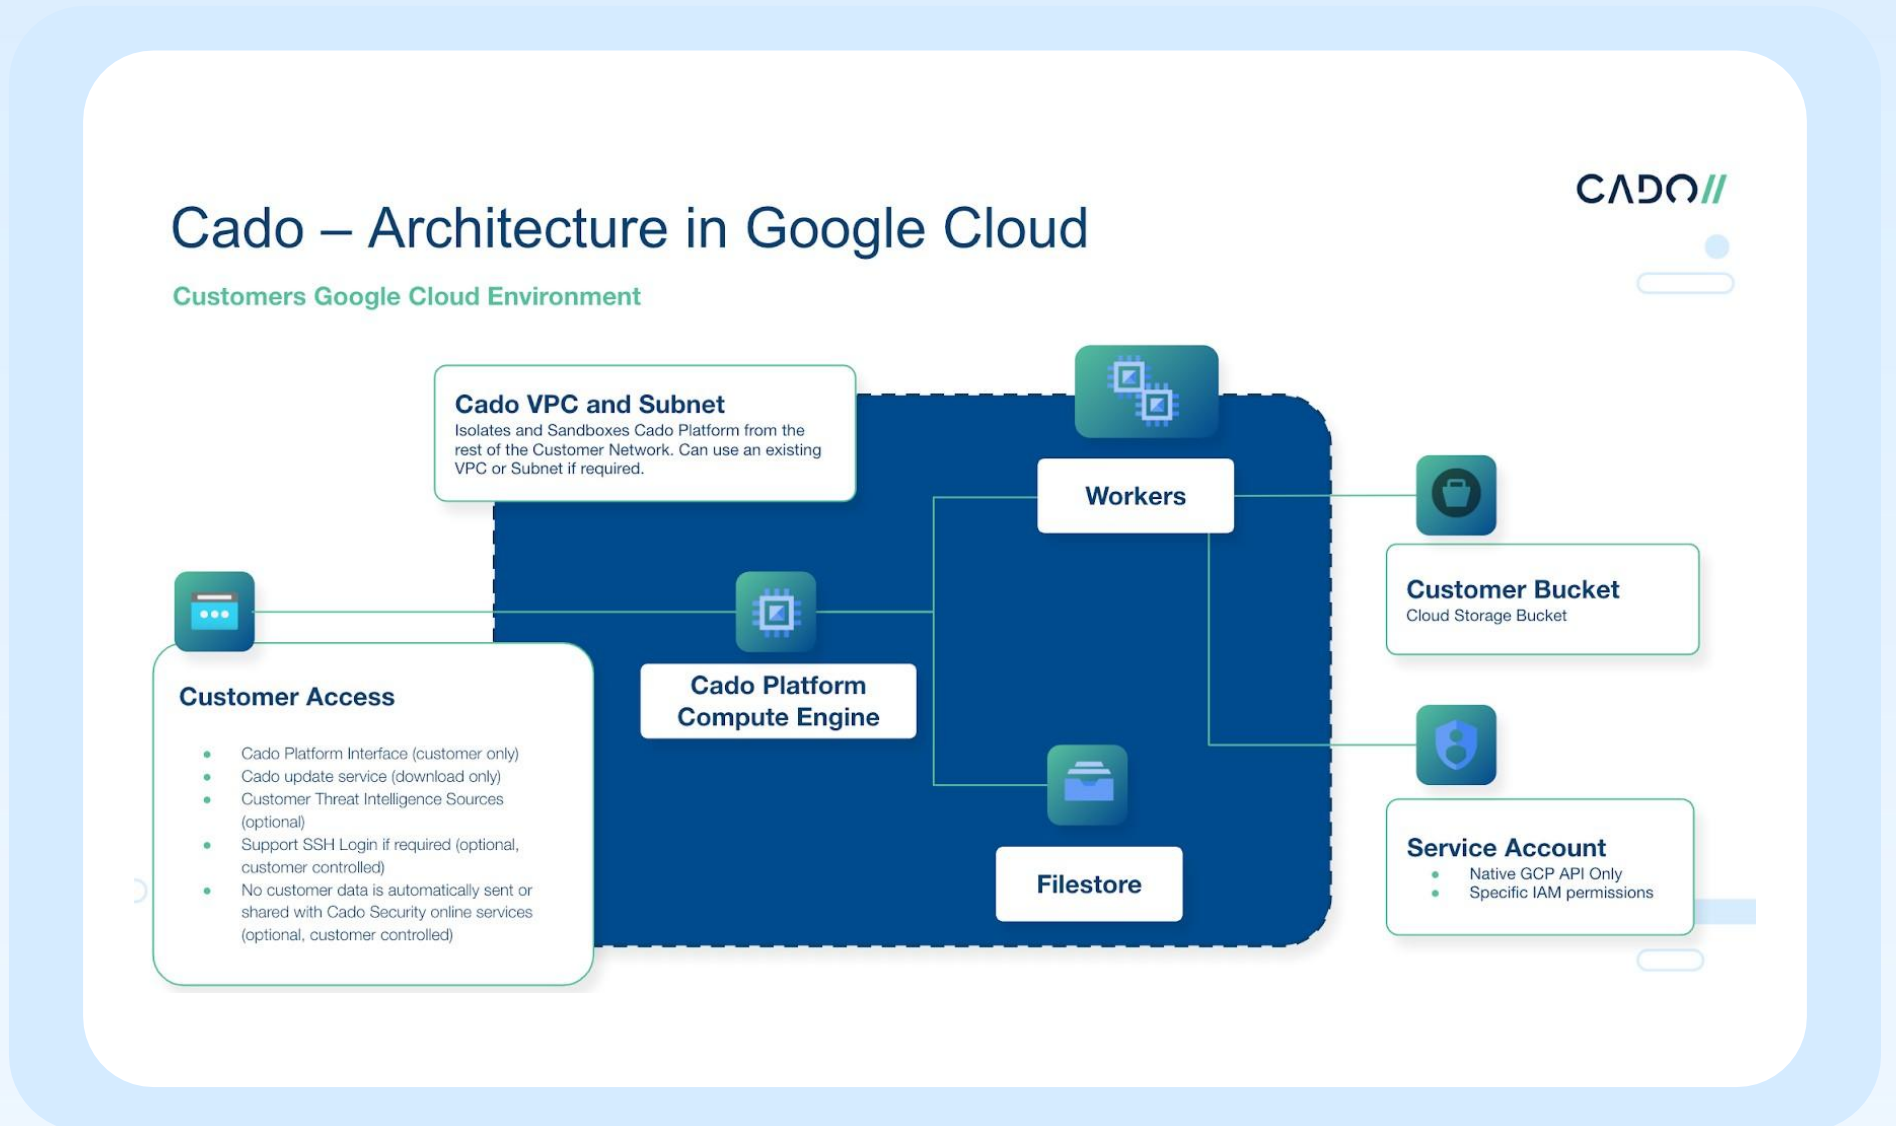 CADO//
Cado – Architecture in Google Cloud
Customers Google Cloud Environment
Cado VPC and Subnet
Isolates and Sandboxes Cado Platform from the
rest of the Customer Network. Can use an existing
VPC or Subnet if required.
Workers
Customer Bucket
Cloud Storage Bucket
Cado Platform
Compute Engine
Customer Access
• Cado Platform Interface (customer only)
• Cado update service (download only)
• Customer Threat Intelligence Sources
(optional)
• Support SSH Login if required (optional,
customer controlled)
• No customer data is automatically sent or
shared with Cado Security online services
(optional, customer controlled)
Filestore
Service Account
• Native GCP API Only
• Specific IAM permissions